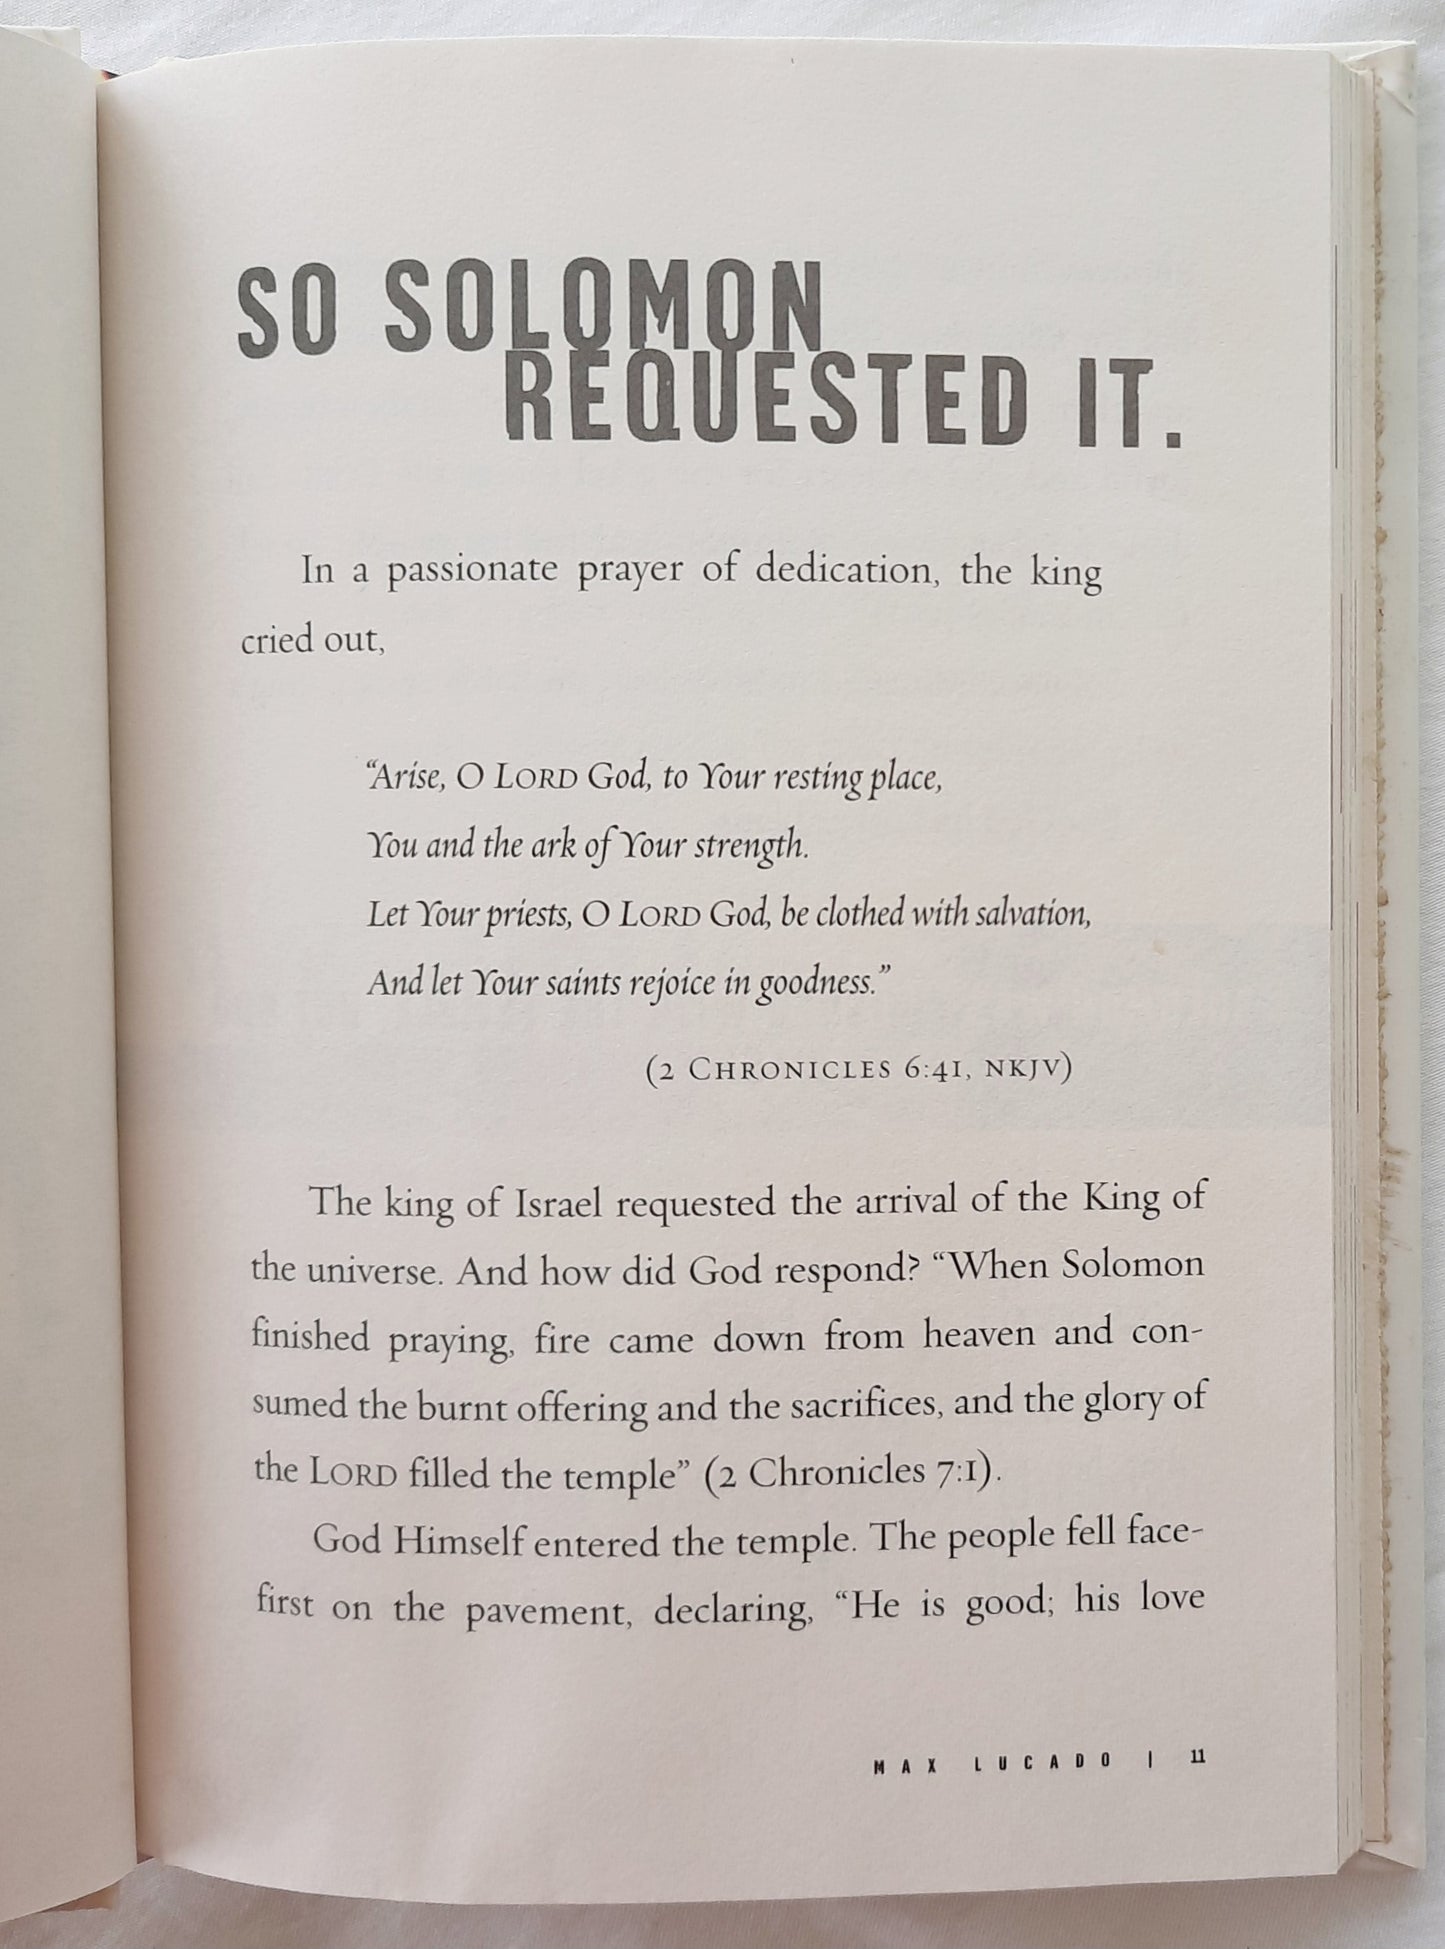 SO SOLOMON
REQUESTED IT.
In a passionate prayer of dedication, the king
cried out,
“Arise, O LORD God, to Your resting place,
You and the ark of Your strength.
Let Your priests, O LORD God, be clothed with salvation,
And let Your saints rejoice in goodness.”
(2 CHRONICLES 6:41, NKJV)
The king of Israel requested the arrival of the King of
the universe. And how did God respond? “When Solomon
finished praying, fire came down from heaven and con-
sumed the burnt offering and the sacrifices, and the glory of
the LORD filled the temple” (2 Chronicles 7:1).
God Himself entered the temple. The people fell face-
first on the pavement, declaring, “He is good; his love
MAX LUCADO | 11